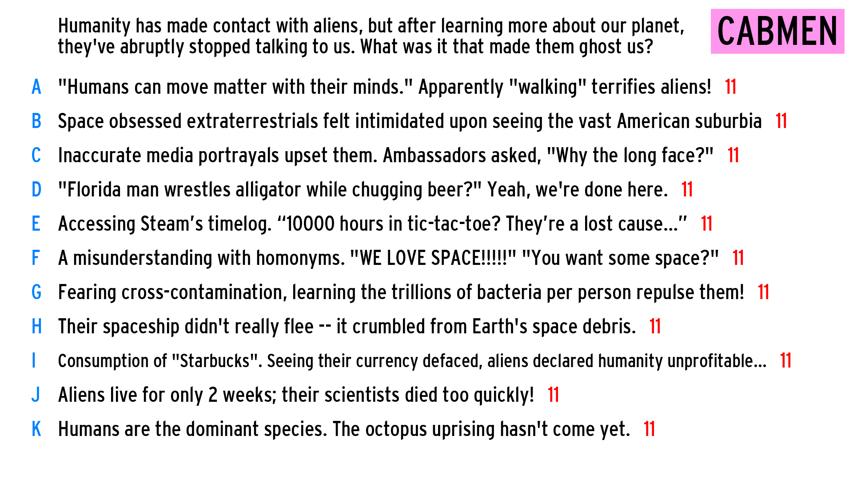 Humanity has made contact with aliens, but after learning more about our planet,
they've abruptly stopped talking to us. What was it that made them ghost us?
CABMEN
A "Humans can move matter with their minds." Apparently "walking" terrifies aliens! 11
B Space obsessed extraterrestrials felt intimidated upon seeing the vast American suburbia 11
C Inaccurate media portrayals upset them. Ambassadors asked, "Why the long face?" 11
D "Florida man wrestles alligator while chugging beer?" Yeah, we're done here. 11
E Accessing Steam’s timelog. “10000 hours in tic-tac-toe? They’re a lost cause...” 11
F A misunderstanding with homonyms. "WE LOVE SPACE!!!!!" "You want some space?" 11
G Fearing cross-contamination, learning the trillions of bacteria per person repulse them! 11
H Their spaceship didn't really flee -- it crumbled from Earth's space debris. 11
I Consumption of "Starbucks". Seeing their currency defaced, aliens declared humanity unprofitable... 11
J Aliens live for only 2 weeks; their scientists died too quickly! 11
K Humans are the dominant species. The octopus uprising hasn't come yet. 11